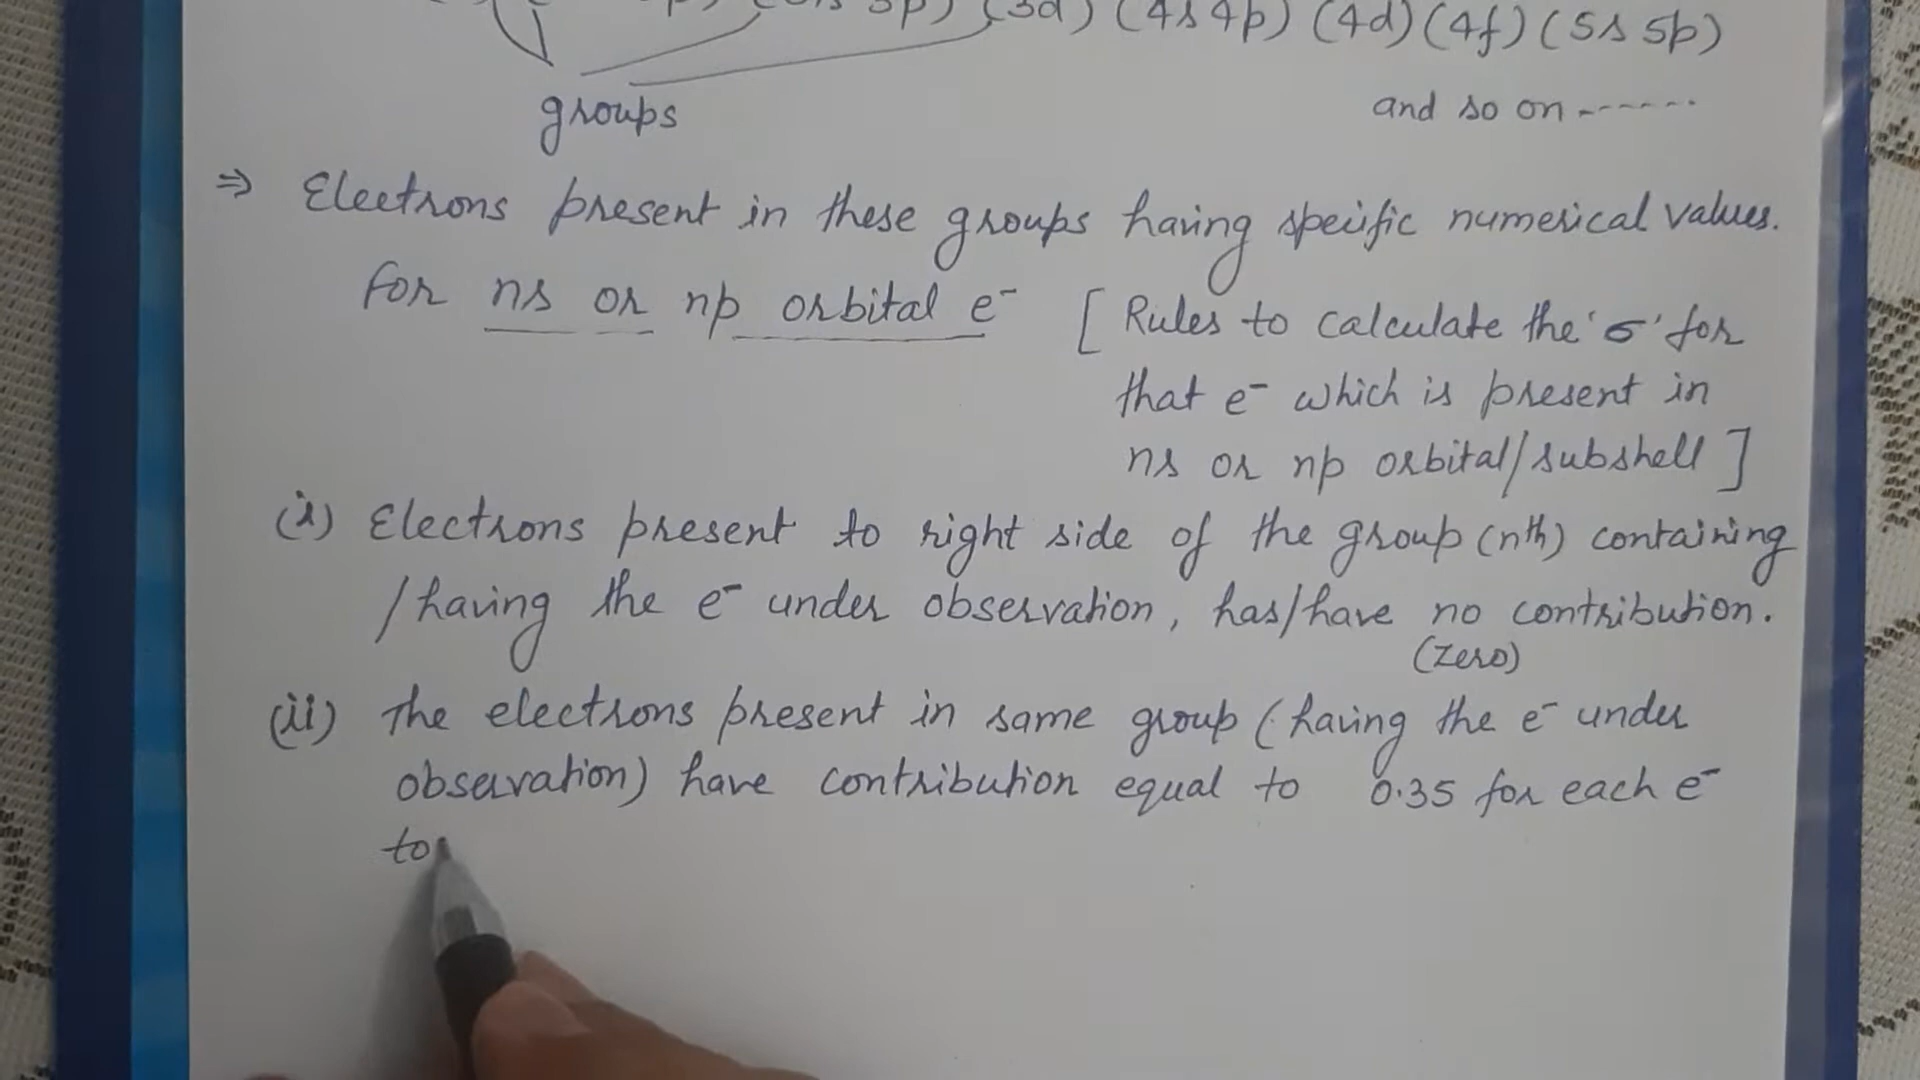 3p) (3d) (4s 4p) (4d) (4f) (5s 5p)
groups
and so on ------
⇒ Electrons present in these groups having specific numerical values.
For ns or np orbital e⁻ [Rules to calculate the 'σ' for
that e⁻ which is present in
ns or np orbital/subshell]
(i) Electrons present to right side of the group (nth) containing
/having the e⁻ under observation, has/have no contribution.
(zero)
(ii) The electrons present in same group (having the e⁻ under
observation) have contribution equal to 0.35 for each e⁻